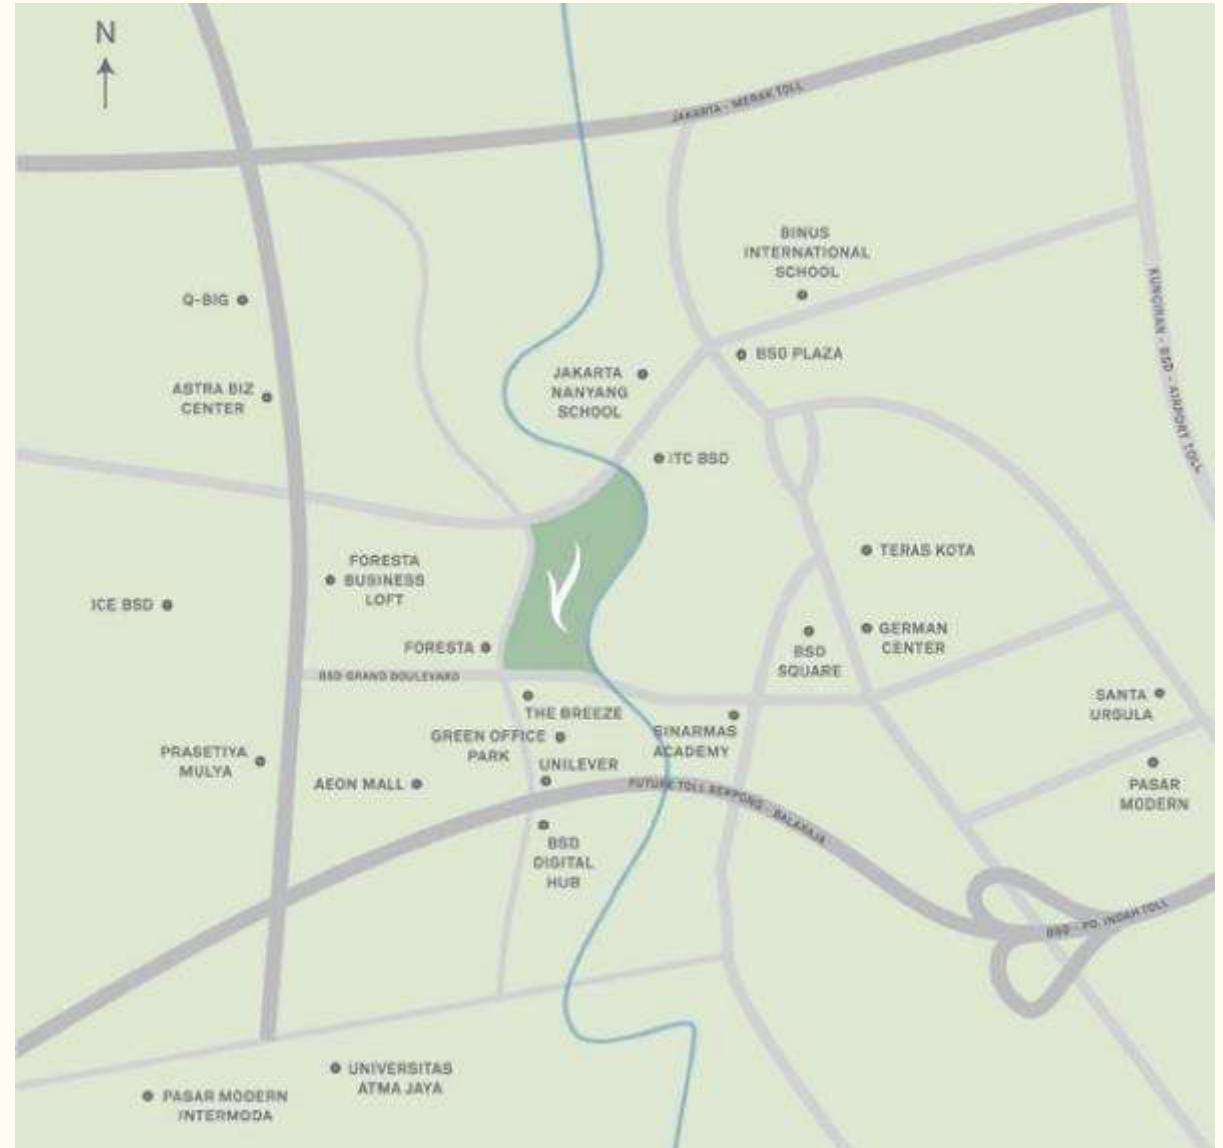 N
JAKARTA - MERAK TOLL
BINUS
INTERNATIONAL
SCHOOL
KUNCIRAN - BSD - AIRPORT TOLL
Q-BIG
BSD PLAZA
JAKARTA
NANYANG
SCHOOL
ASTRA BIZ
CENTER
ITC BSD
TERAS KOTA
FORESTA
BUSINESS
LOFT
ICE BSD
GERMAN
CENTER
FORESTA
BSD
SQUARE
BSD GRAND BOULEVARD
SANTA
URSULA
THE BREEZE
SINARMAS
ACADEMY
GREEN OFFICE
PARK
UNILEVER
PRASETIYA
MULYA
AEON MALL
FUTURE TOLL SERPONG - BALARAJA
PASAR
MODERN
BSD
DIGITAL
HUB
BSD - PD. INDAH TOLL
UNIVERSITAS
ATMA JAYA
PASAR MODERN
INTERMODA